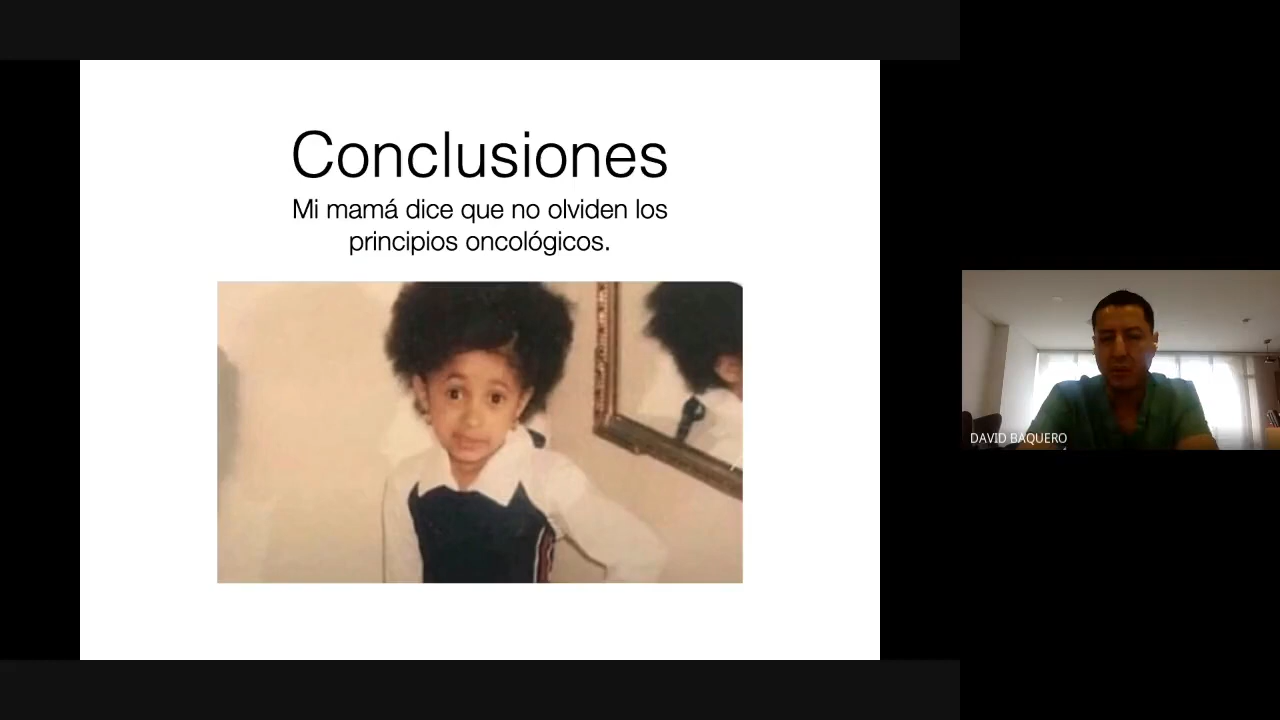 Conclusiones
Mi mamá dice que no olviden los
principios oncológicos.
DAVID BAQUERO